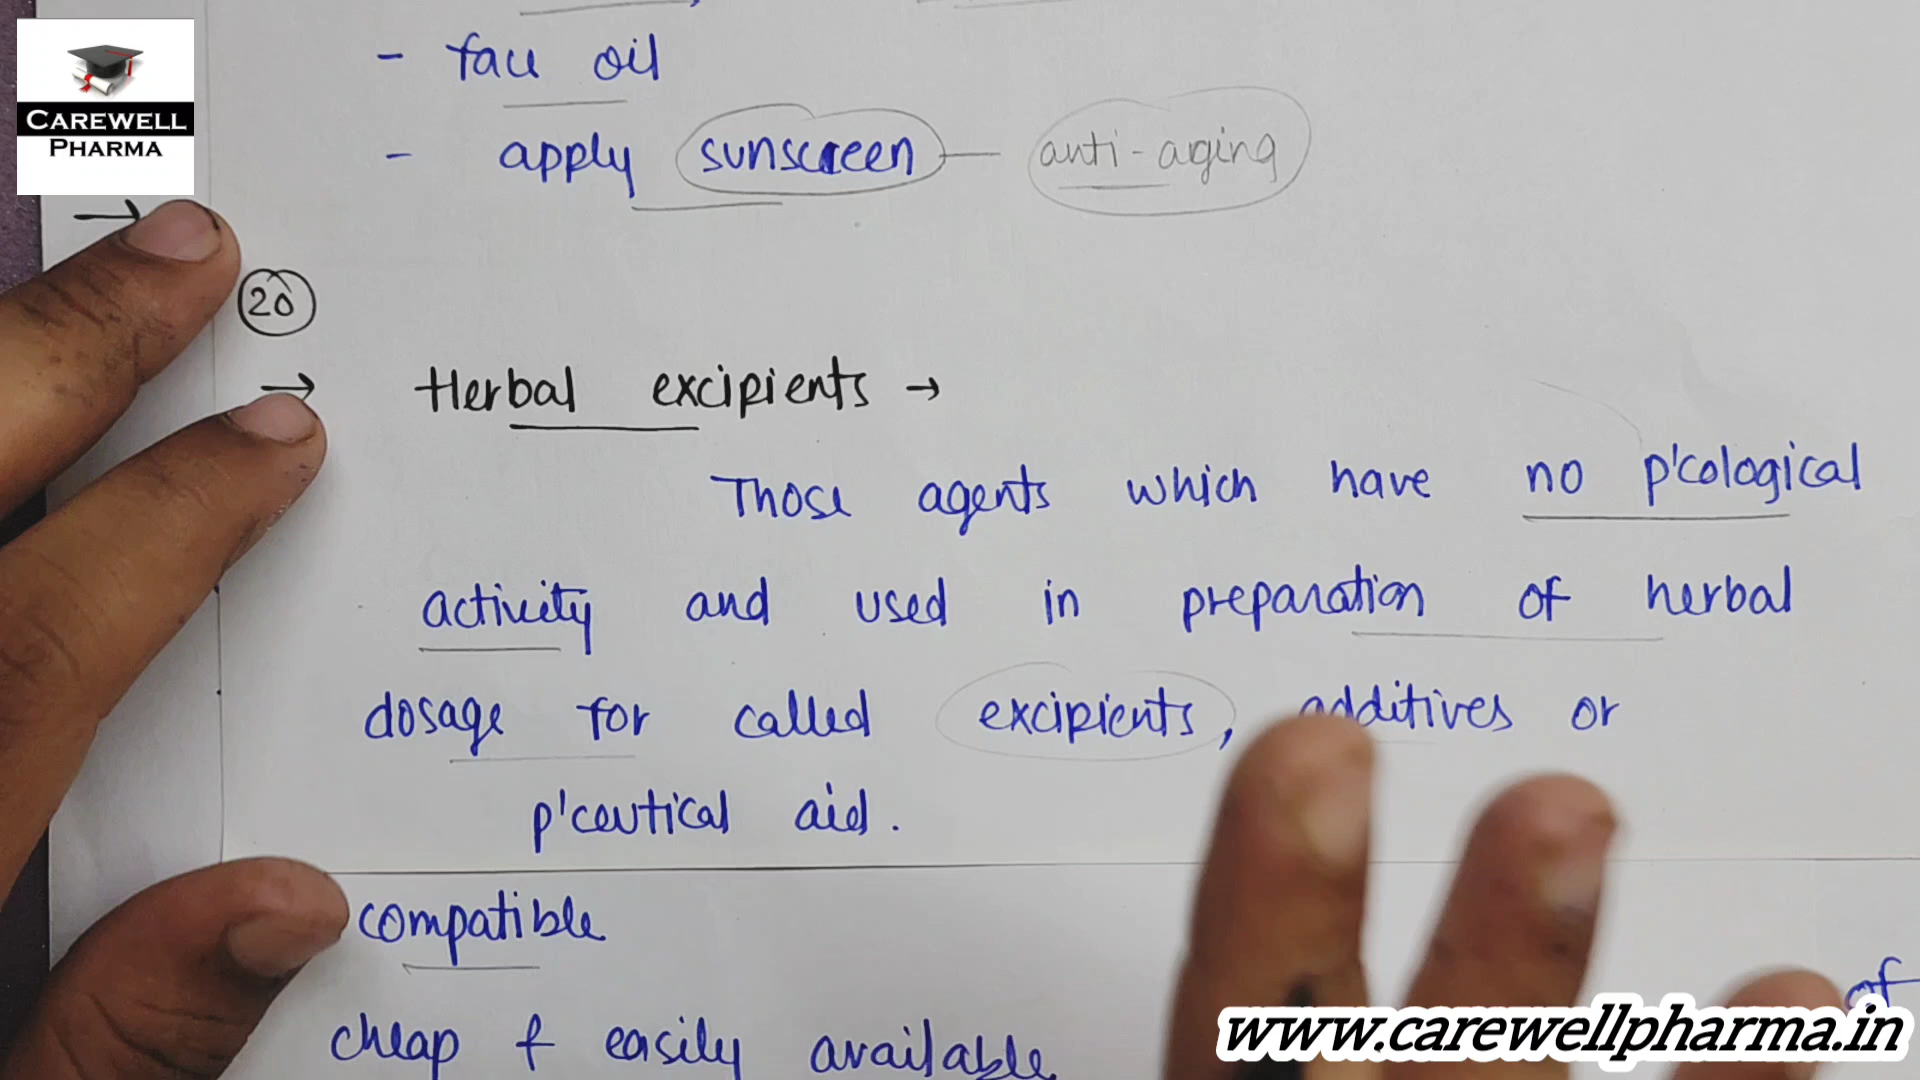 CAREWELL
PHARMA
- face oil
- apply sunscreen — anti-aging
→
20
→ Herbal excipients →
Those agents which have no p'cological
activity and used in preparation of herbal
dosage for called excipients, additives or
p'ceutical aid.
compatible
of
cheap & easily available
www.carewellpharma.in